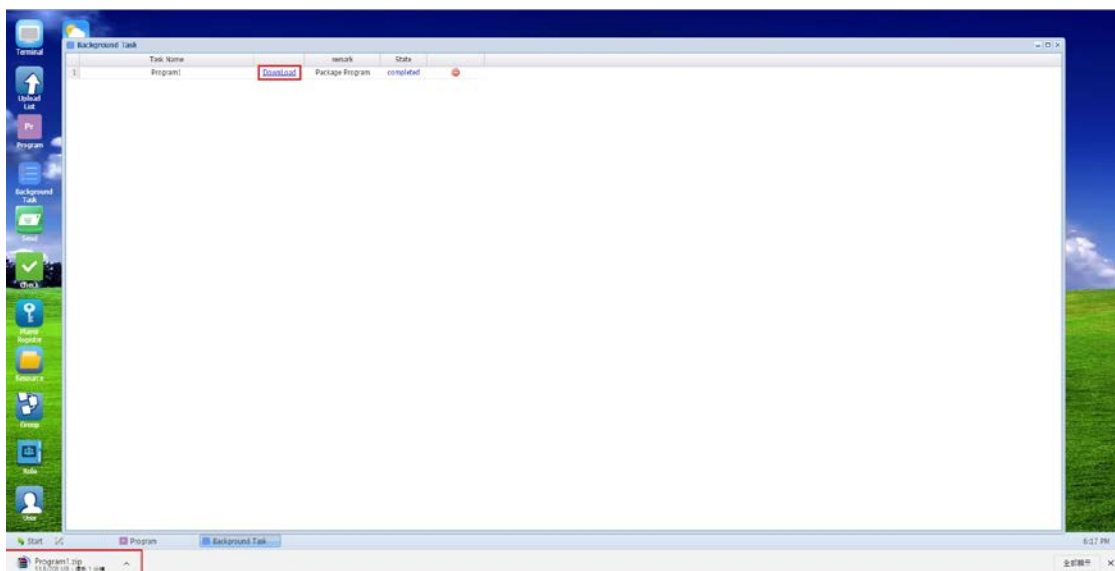 Terminal
Background Task
Task Name remark State
1 Program1 DownLoad Package Program completed
Upload
List
Pr
Program
Background
Task
Send
Check
Register
Resource
Group
Role
User
Start Program Background Task 6:17 PM
Program1.zip
全部顯示